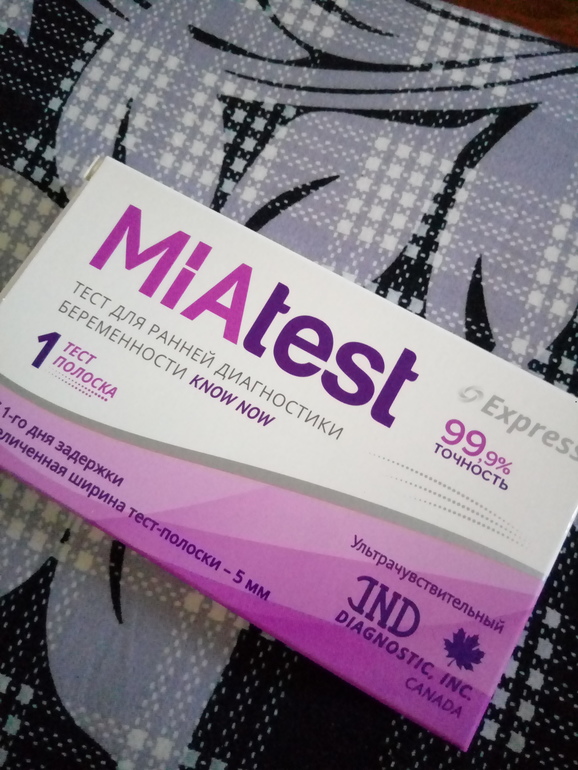 MiAtest
ТЕСТ ДЛЯ РАННЕЙ ДИАГНОСТИКИ
БЕРЕМЕННОСТИ KNOW NOW
1 ТЕСТ
ПОЛОСКА
Express
99,9%
ТОЧНОСТЬ
1-го дня задержки
ширина тест-полоски – 5 мм
Ультрачувствительный
IND
DIAGNOSTIC, INC.
CANADA